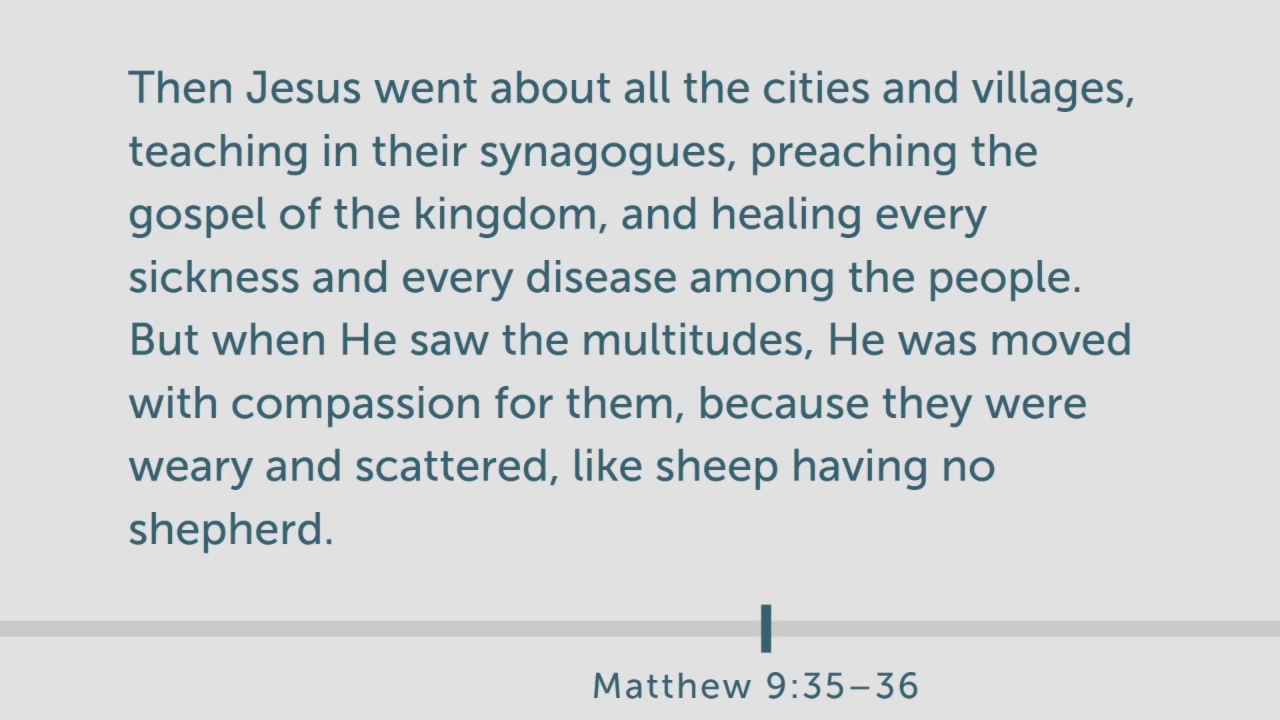 Then Jesus went about all the cities and villages,
teaching in their synagogues, preaching the
gospel of the kingdom, and healing every
sickness and every disease among the people.
But when He saw the multitudes, He was moved
with compassion for them, because they were
weary and scattered, like sheep having no
shepherd.
Matthew 9:35–36